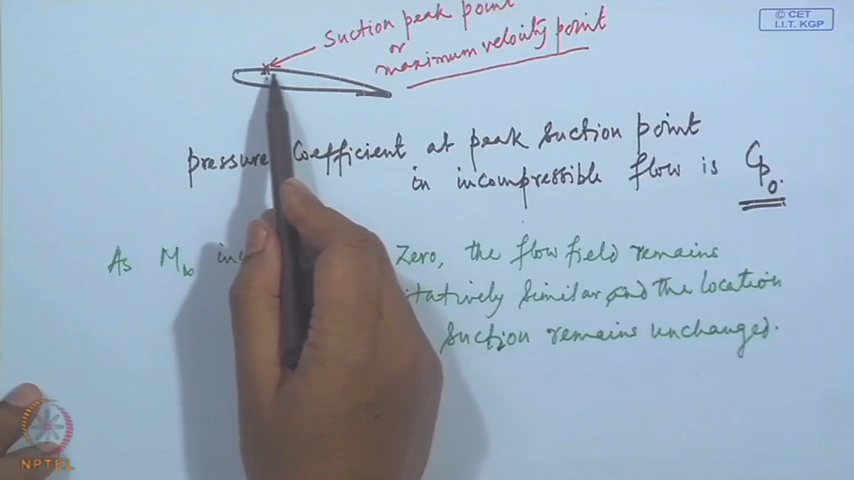 © CET
I.I.T. KGP
Suction peak point
or
maximum velocity point
pressure Coefficient at peak suction point
in incompressible flow is Cp₀.
As M∞ Zero, the flow field remains
similar and the location
suction remains unchanged.
NPTEL